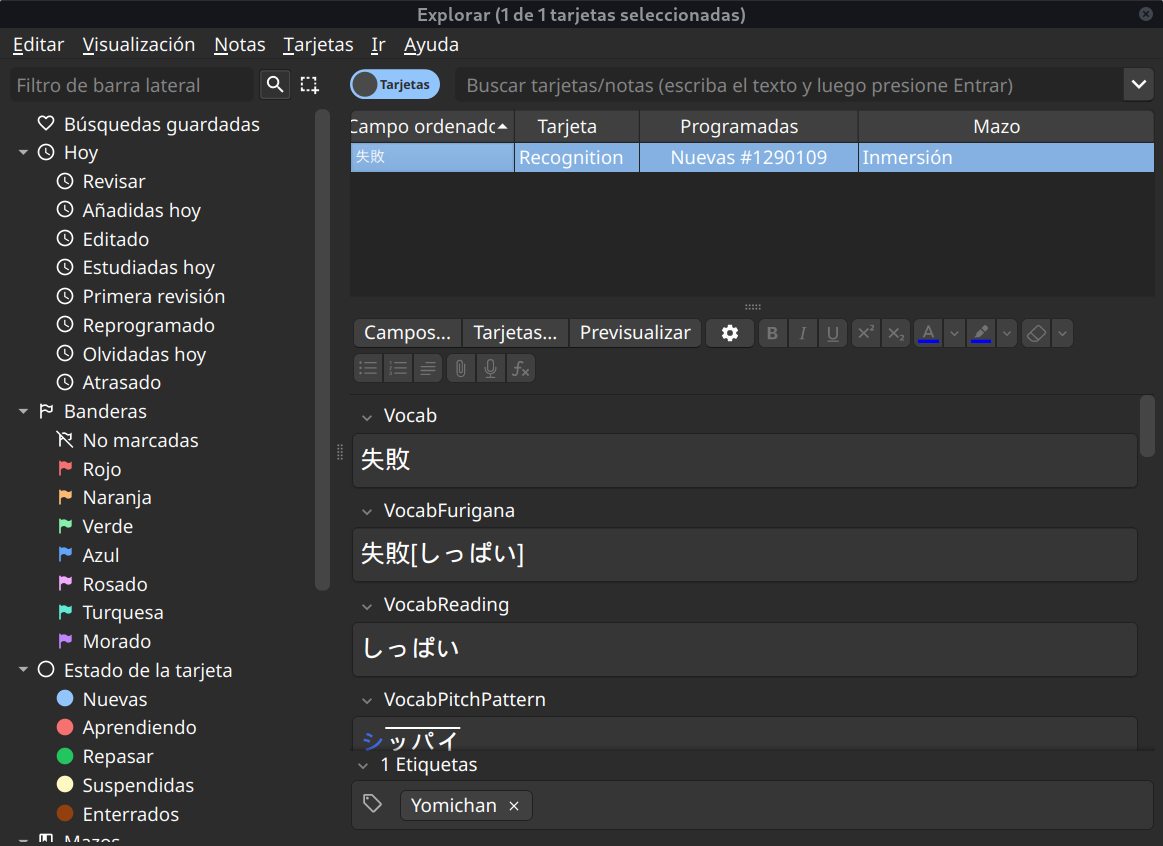 Explorar (1 de 1 tarjetas seleccionadas)
Editar Visualización Notas Tarjetas Ir Ayuda
Filtro de barra lateral
Búsquedas guardadas
Hoy
Revisar
Añadidas hoy
Editado
Estudiadas hoy
Primera revisión
Reprogramado
Olvidadas hoy
Atrasado
Banderas
No marcadas
Rojo
Naranja
Verde
Azul
Rosado
Turquesa
Morado
Estado de la tarjeta
Nuevas
Aprendiendo
Repasar
Suspendidas
Enterrados
Mazos
Tarjetas Buscar tarjetas/notas (escriba el texto y luego presione Entrar)
Campo ordenado Tarjeta Programadas Mazo
失敗 Recognition Nuevas #1290109 Inmersión
Campos... Tarjetas... Previsualizar B I U X² X₂ A
fx
Vocab
失敗
VocabFurigana
失敗[しっぱい]
VocabReading
しっぱい
VocabPitchPattern
シッパイ
1 Etiquetas
Yomichan ×